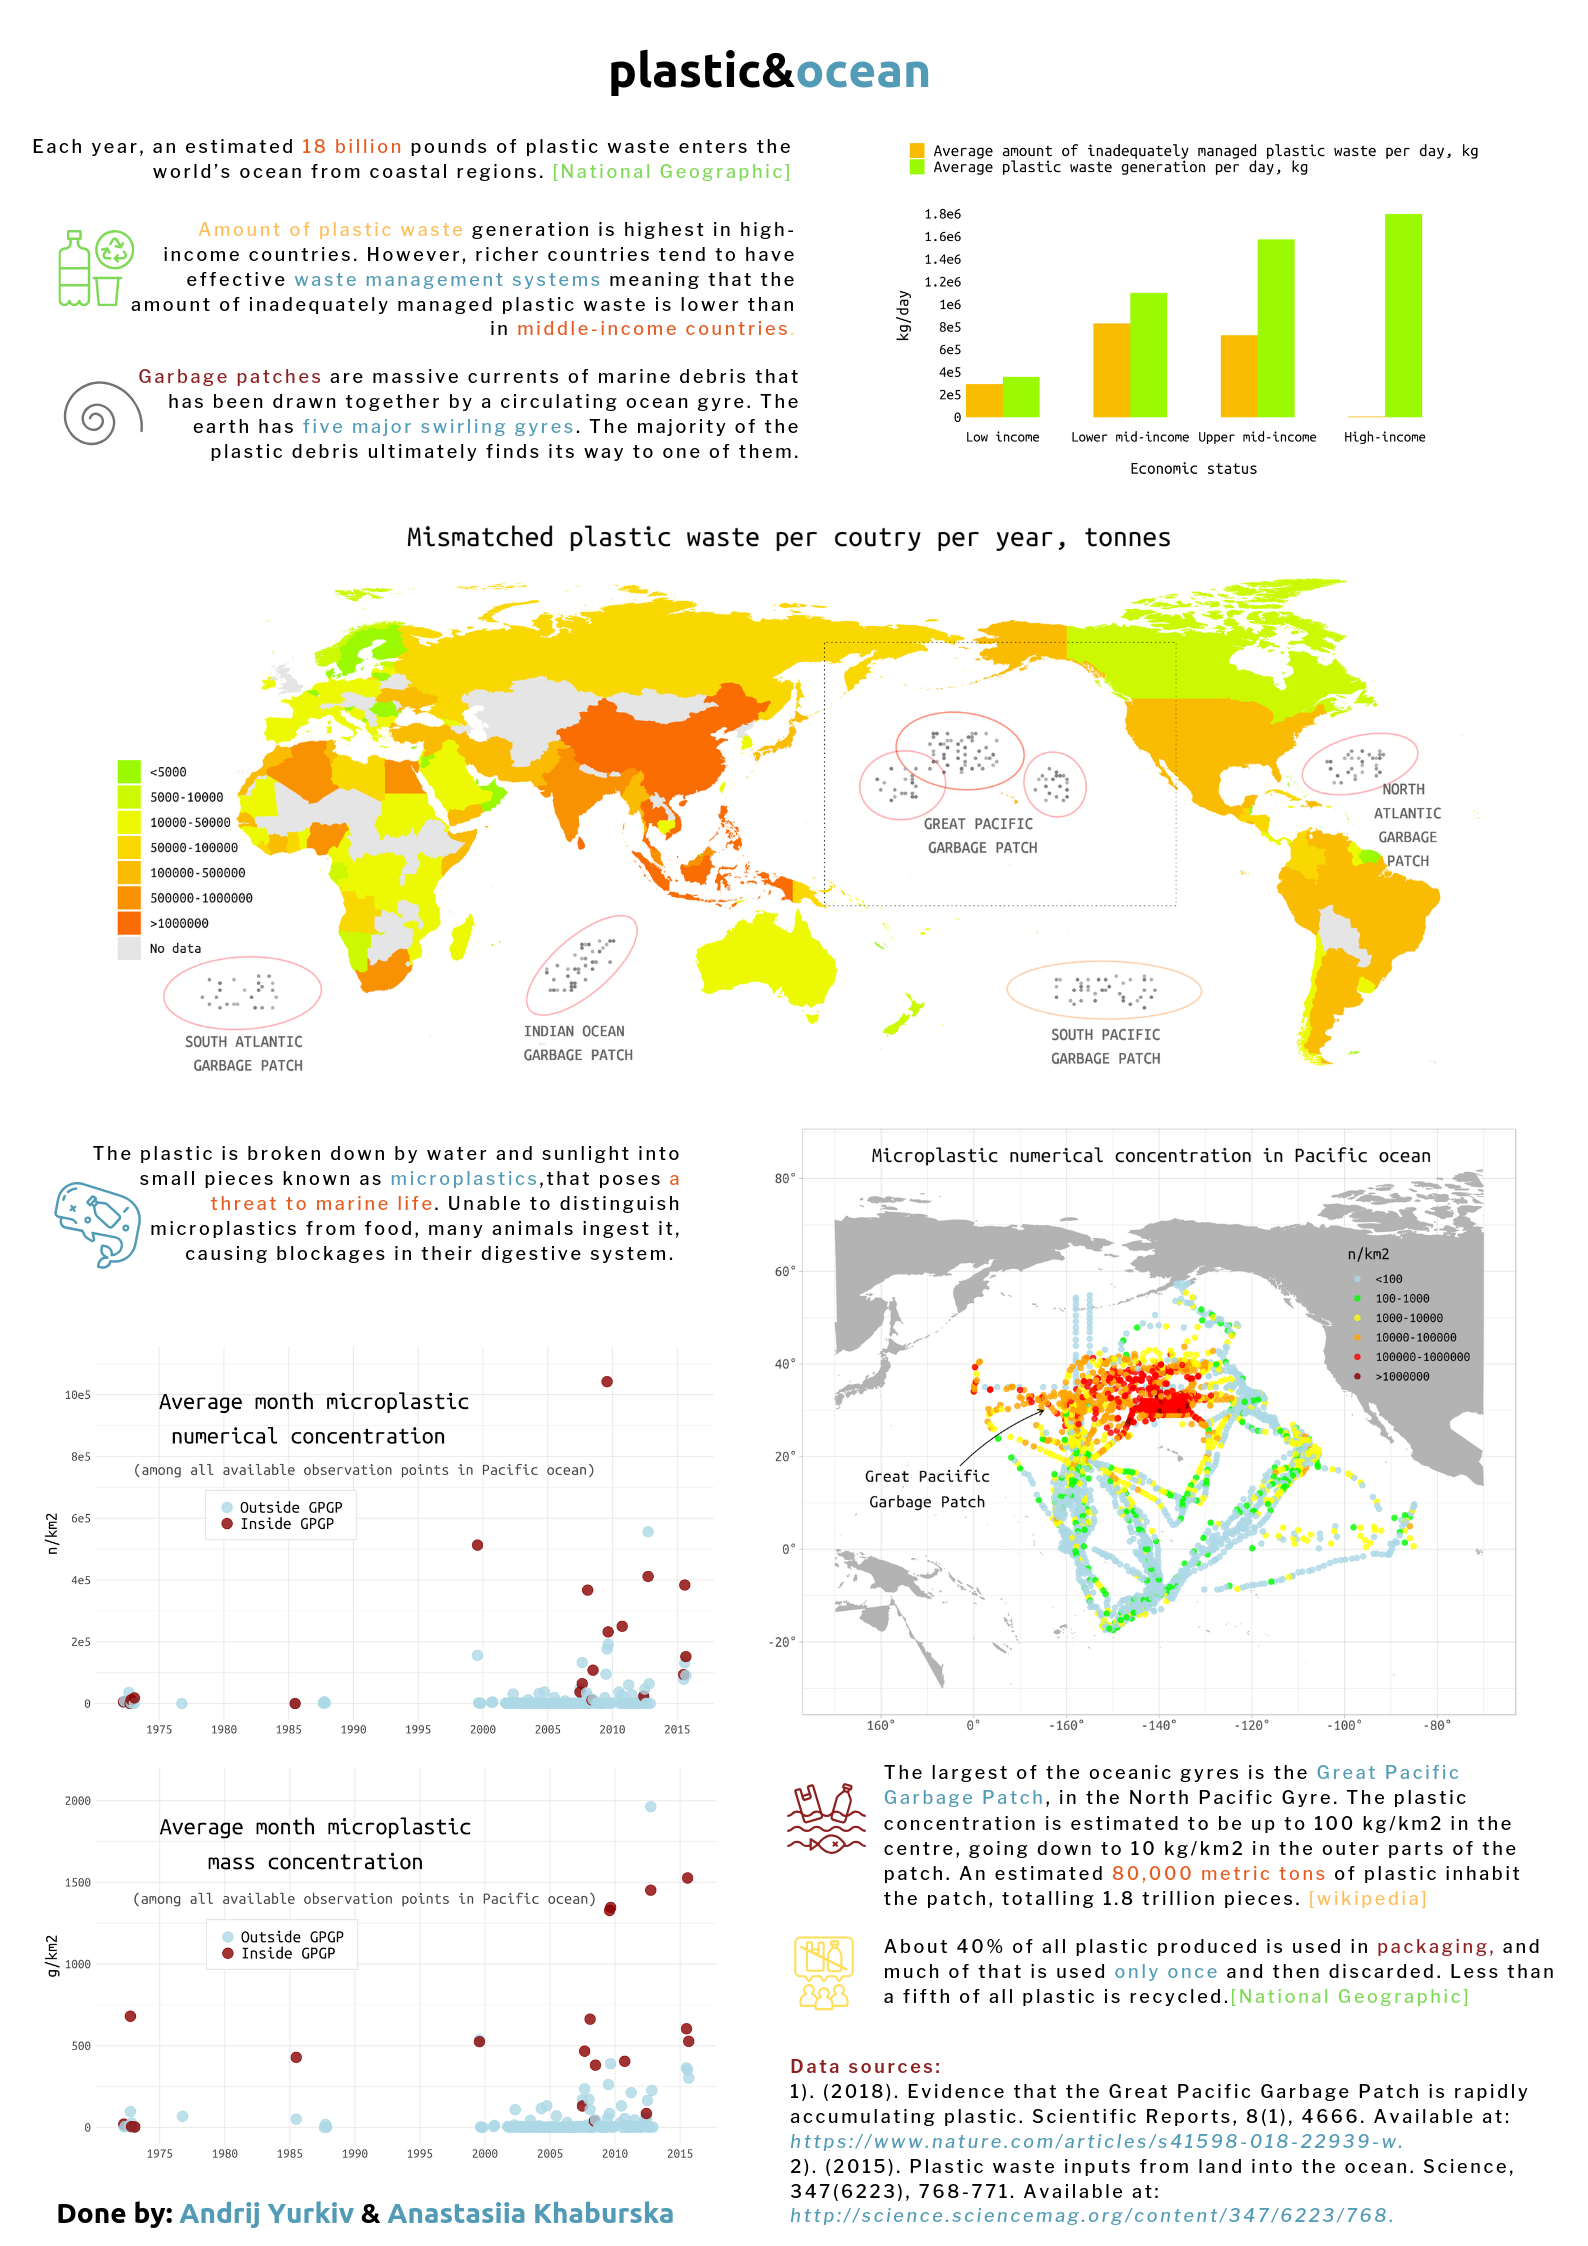 plastic&ocean
Each year, an estimated 18 billion pounds of plastic waste enters the
world's ocean from coastal regions. [National Geographic]
Amount of plastic waste generation is highest in high-
income countries. However, richer countries tend to have
effective waste management systems meaning that the
amount of inadequately managed plastic waste is lower than
in middle-income countries.
Garbage patches are massive currents of marine debris that
has been drawn together by a circulating ocean gyre. The
earth has five major swirling gyres. The majority of the
plastic debris ultimately finds its way to one of them.
Average amount of inadequately managed plastic waste per day, kg
Average plastic waste generation per day, kg
1.8e6
1.6e6
1.4e6
1.2e6
1e6
8e5
6e5
4e5
2e5
0
kg/day
Low income Lower mid-income Upper mid-income High-income
Economic status
Mismatched plastic waste per coutry per year, tonnes
<5000
5000-10000
10000-50000
50000-100000
100000-500000
500000-1000000
>1000000
No data
GREAT PACIFIC
GARBAGE PATCH
NORTH
ATLANTIC
GARBAGE
PATCH
SOUTH ATLANTIC
GARBAGE PATCH
INDIAN OCEAN
GARBAGE PATCH
SOUTH PACIFIC
GARBAGE PATCH
The plastic is broken down by water and sunlight into
small pieces known as microplastics,that poses a
threat to marine life. Unable to distinguish
microplastics from food, many animals ingest it,
causing blockages in their digestive system.
Microplastic numerical concentration in Pacific ocean
80°
60°
40°
20°
0°
-20°
160° 0° -160° -140° -120° -100° -80°
n/km2
<100
100-1000
1000-10000
10000-100000
100000-1000000
>1000000
Great Paciific
Garbage Patch
Average month microplastic
numerical concentration
(among all available observation points in Pacific ocean)
Outside GPGP
Inside GPGP
10e5
8e5
6e5
4e5
2e5
0
n/km2
1975 1980 1985 1990 1995 2000 2005 2010 2015
Average month microplastic
mass concentration
(among all available observation points in Pacific ocean)
Outside GPGP
Inside GPGP
2000
1500
1000
500
0
g/km2
1975 1980 1985 1990 1995 2000 2005 2010 2015
The largest of the oceanic gyres is the Great Pacific
Garbage Patch, in the North Pacific Gyre. The plastic
concentration is estimated to be up to 100 kg/km2 in the
centre, going down to 10 kg/km2 in the outer parts of the
patch. An estimated 80,000 metric tons of plastic inhabit
the patch, totalling 1.8 trillion pieces. [wikipedia]
About 40% of all plastic produced is used in packaging, and
much of that is used only once and then discarded. Less than
a fifth of all plastic is recycled.[National Geographic]
Data sources:
1). (2018). Evidence that the Great Pacific Garbage Patch is rapidly
accumulating plastic. Scientific Reports, 8(1), 4666. Available at:
https://www.nature.com/articles/s41598-018-22939-w.
2). (2015). Plastic waste inputs from land into the ocean. Science,
347(6223), 768-771. Available at:
http://science.sciencemag.org/content/347/6223/768.
Done by: Andrij Yurkiv & Anastasiia Khaburska